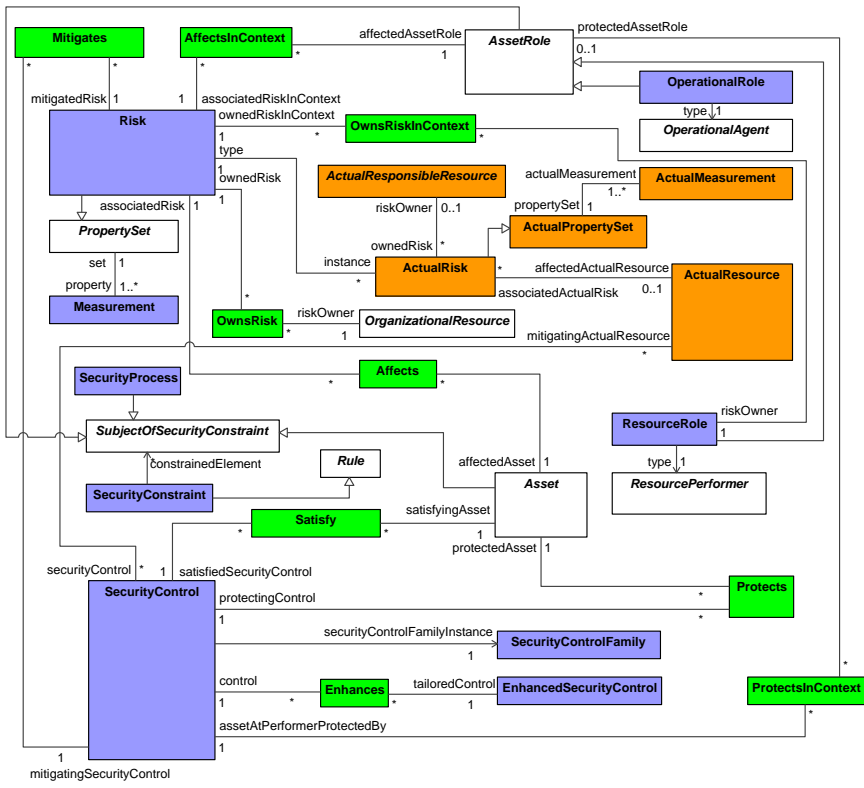 Mitigates
AffectsInContext
affectedAssetRole
AssetRole
protectedAssetRole
* *
*
*
1
0..1
mitigatedRisk
1
1
associatedRiskInContext
OperationalRole
Risk
ownedRiskInContext
1
*
OwnsRiskInContext
*
type
1
OperationalAgent
type
1
ownedRisk
1
ActualResponsibleResource
actualMeasurement
ActualMeasurement
1..*
associatedRisk
1
riskOwner
0..1
propertySet
1
PropertySet
ActualPropertySet
set
1
ownedRisk
*
property
1..*
instance
*
ActualRisk
*
affectedActualResource
0..1
ActualResource
associatedActualRisk
Measurement
*
OwnsRisk
*
riskOwner
1
OrganizationalResource
mitigatingActualResource
*
SecurityProcess
*
Affects
*
SubjectOfSecurityConstraint
ResourceRole
riskOwner
1
*
constrainedElement
Rule
affectedAsset
1
type
1
SecurityConstraint
Asset
ResourcePerformer
satisfyingAsset
1
*
Satisfy
*
protectedAsset
1
securityControl
*
1
satisfiedSecurityControl
SecurityControl
protectingControl
1
*
*
Protects
securityControlFamilyInstance
1
SecurityControlFamily
control
1
*
Enhances
*
tailoredControl
1
EnhancedSecurityControl
*
ProtectsInContext
*
assetAtPerformerProtectedBy
1
1
mitigatingSecurityControl